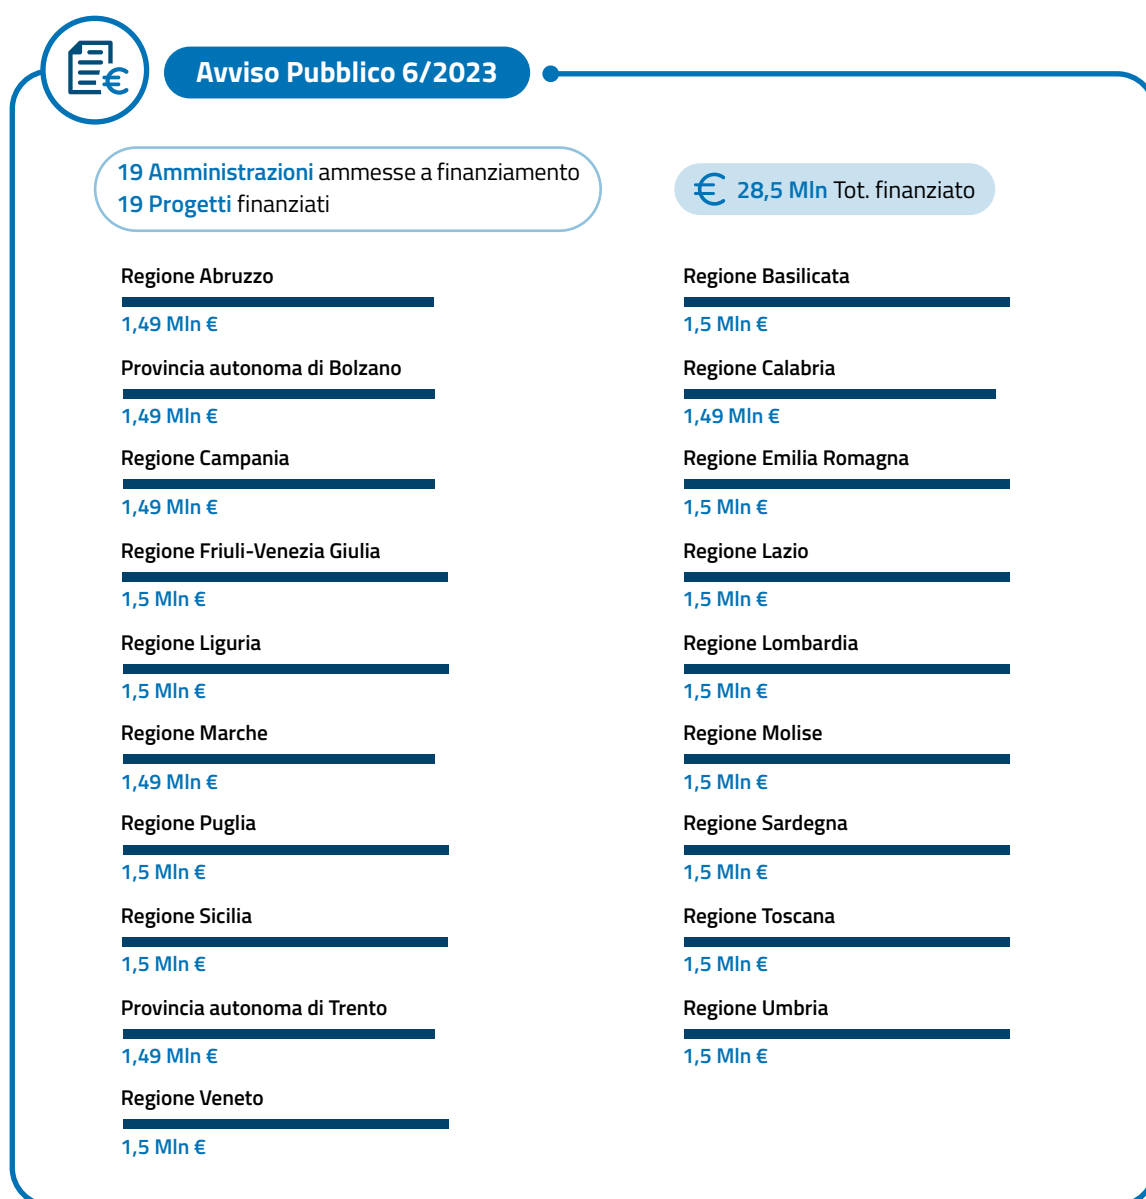 Avviso Pubblico 6/2023
19 Amministrazioni ammesse a finanziamento
19 Progetti finanziati
€ 28,5 Mln Tot. finanziato
Regione Abruzzo
1,49 Mln €
Regione Basilicata
1,5 Mln €
Provincia autonoma di Bolzano
1,49 Mln €
Regione Calabria
1,49 Mln €
Regione Campania
1,49 Mln €
Regione Emilia Romagna
1,5 Mln €
Regione Friuli-Venezia Giulia
1,5 Mln €
Regione Lazio
1,5 Mln €
Regione Liguria
1,5 Mln €
Regione Lombardia
1,5 Mln €
Regione Marche
1,49 Mln €
Regione Molise
1,5 Mln €
Regione Puglia
1,5 Mln €
Regione Sardegna
1,5 Mln €
Regione Sicilia
1,5 Mln €
Regione Toscana
1,5 Mln €
Provincia autonoma di Trento
1,49 Mln €
Regione Umbria
1,5 Mln €
Regione Veneto
1,5 Mln €